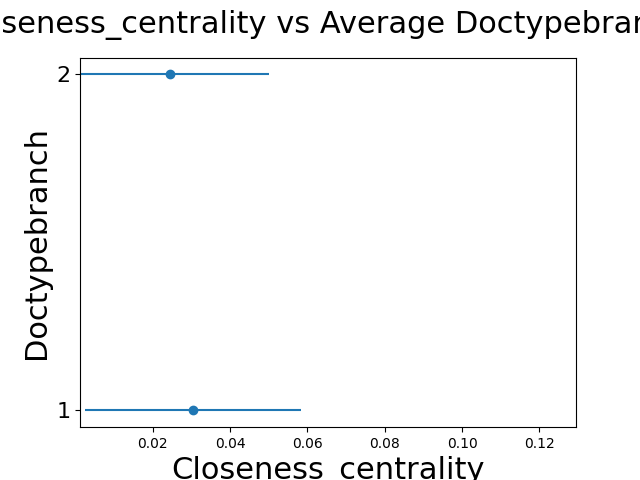 seness_centrality vs Average Doctypebran
2
Doctypebranch
1
0.02 0.04 0.06 0.08 0.10 0.12
Closeness_centrality